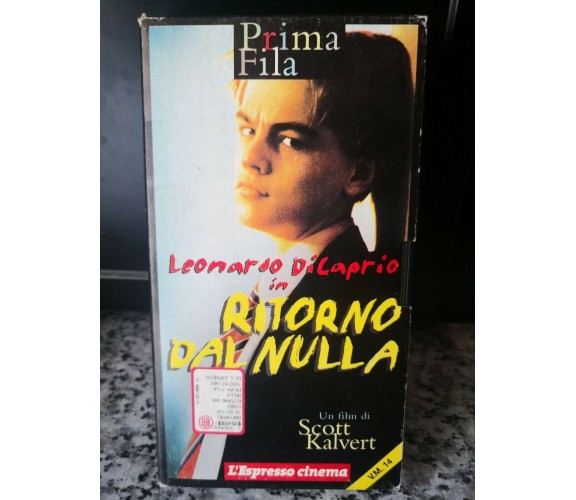 Prima
Fila
Leonardo DiCaprio
in
RITORNO
DAL NULLA
Un film di
Scott
Kalvert
L'Espresso cinema
V.M. 14